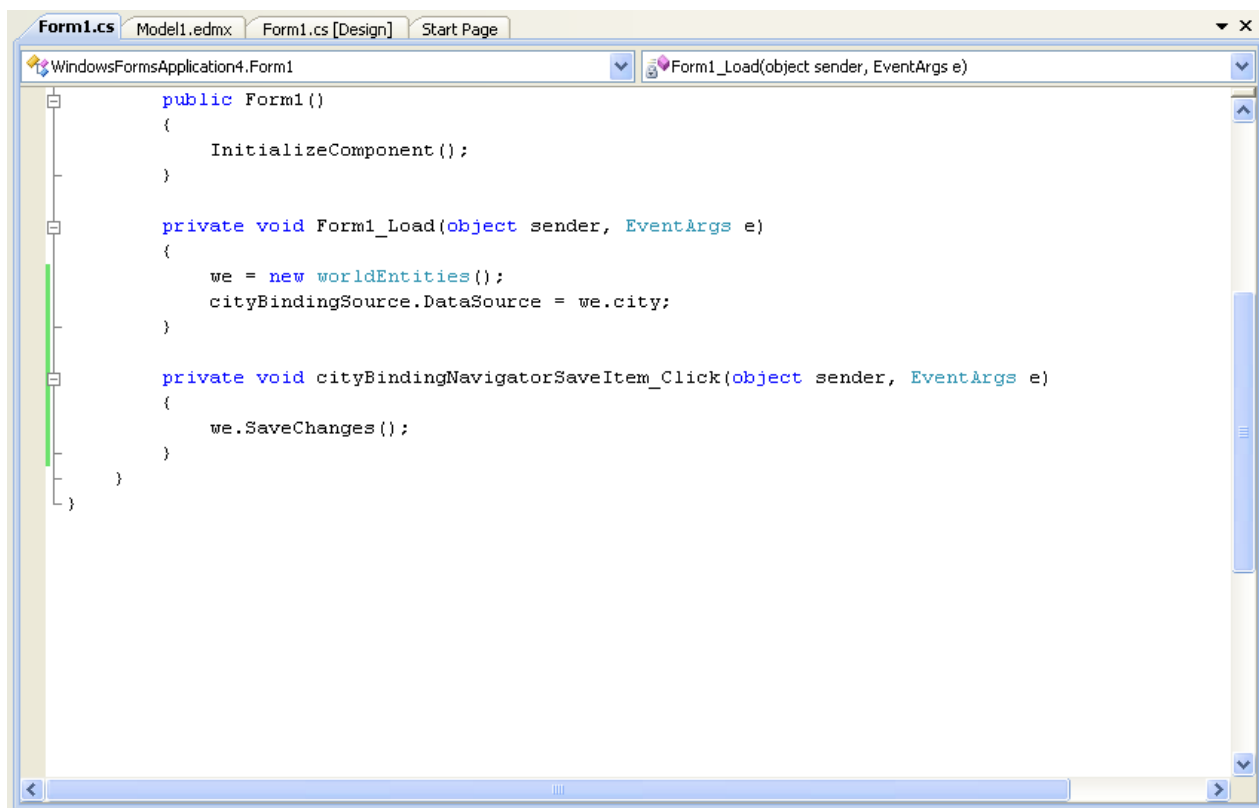 Form1.cs Model1.edmx Form1.cs [Design] Start Page
WindowsFormsApplication4.Form1 Form1_Load(object sender, EventArgs e)
public Form1()
{
InitializeComponent();
}
private void Form1_Load(object sender, EventArgs e)
{
we = new worldEntities();
cityBindingSource.DataSource = we.city;
}
private void cityBindingNavigatorSaveItem_Click(object sender, EventArgs e)
{
we.SaveChanges();
}
}
}